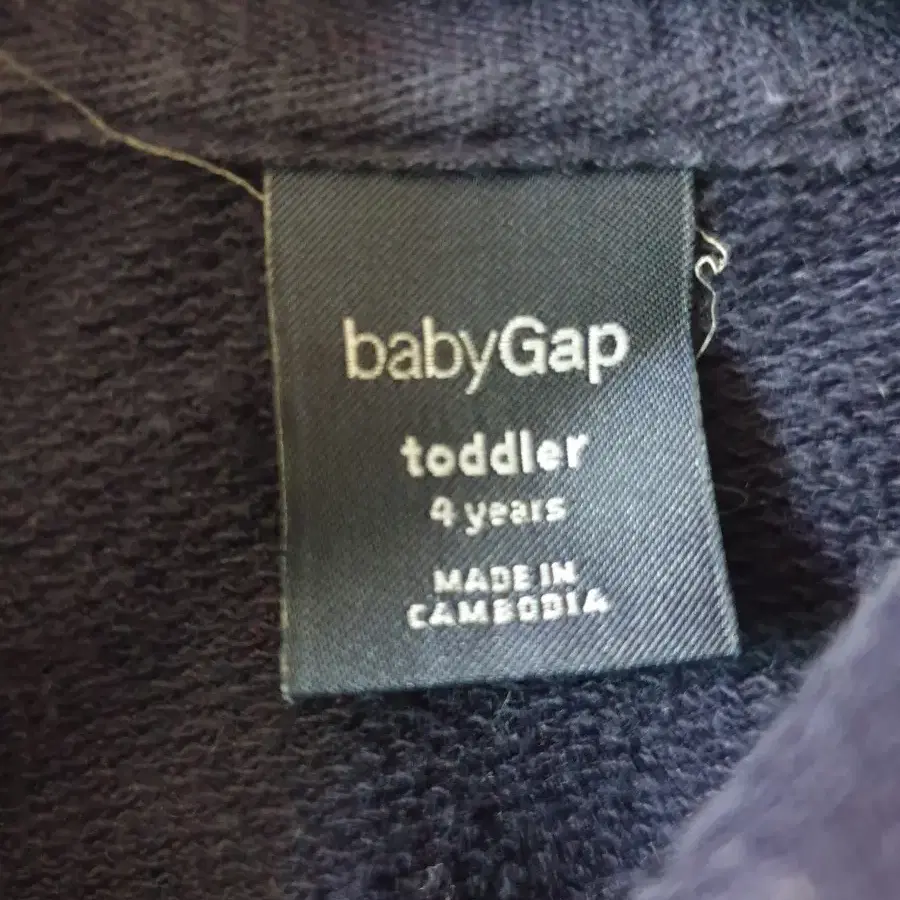 babyGap
toddler
4 years
MADE IN
CAMBODIA